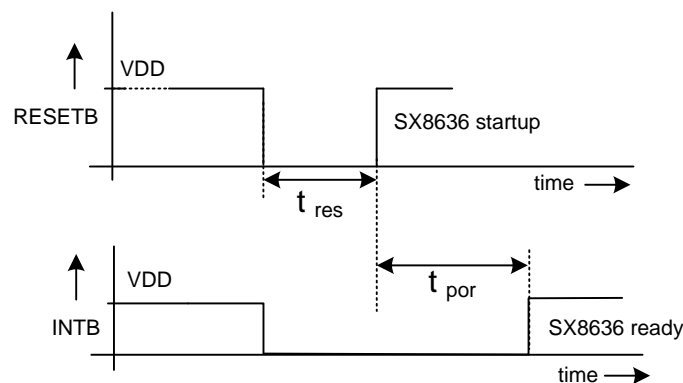 VDD
RESETB
SX8636 startup
time
t res
VDD
t por
INTB
SX8636 ready
time